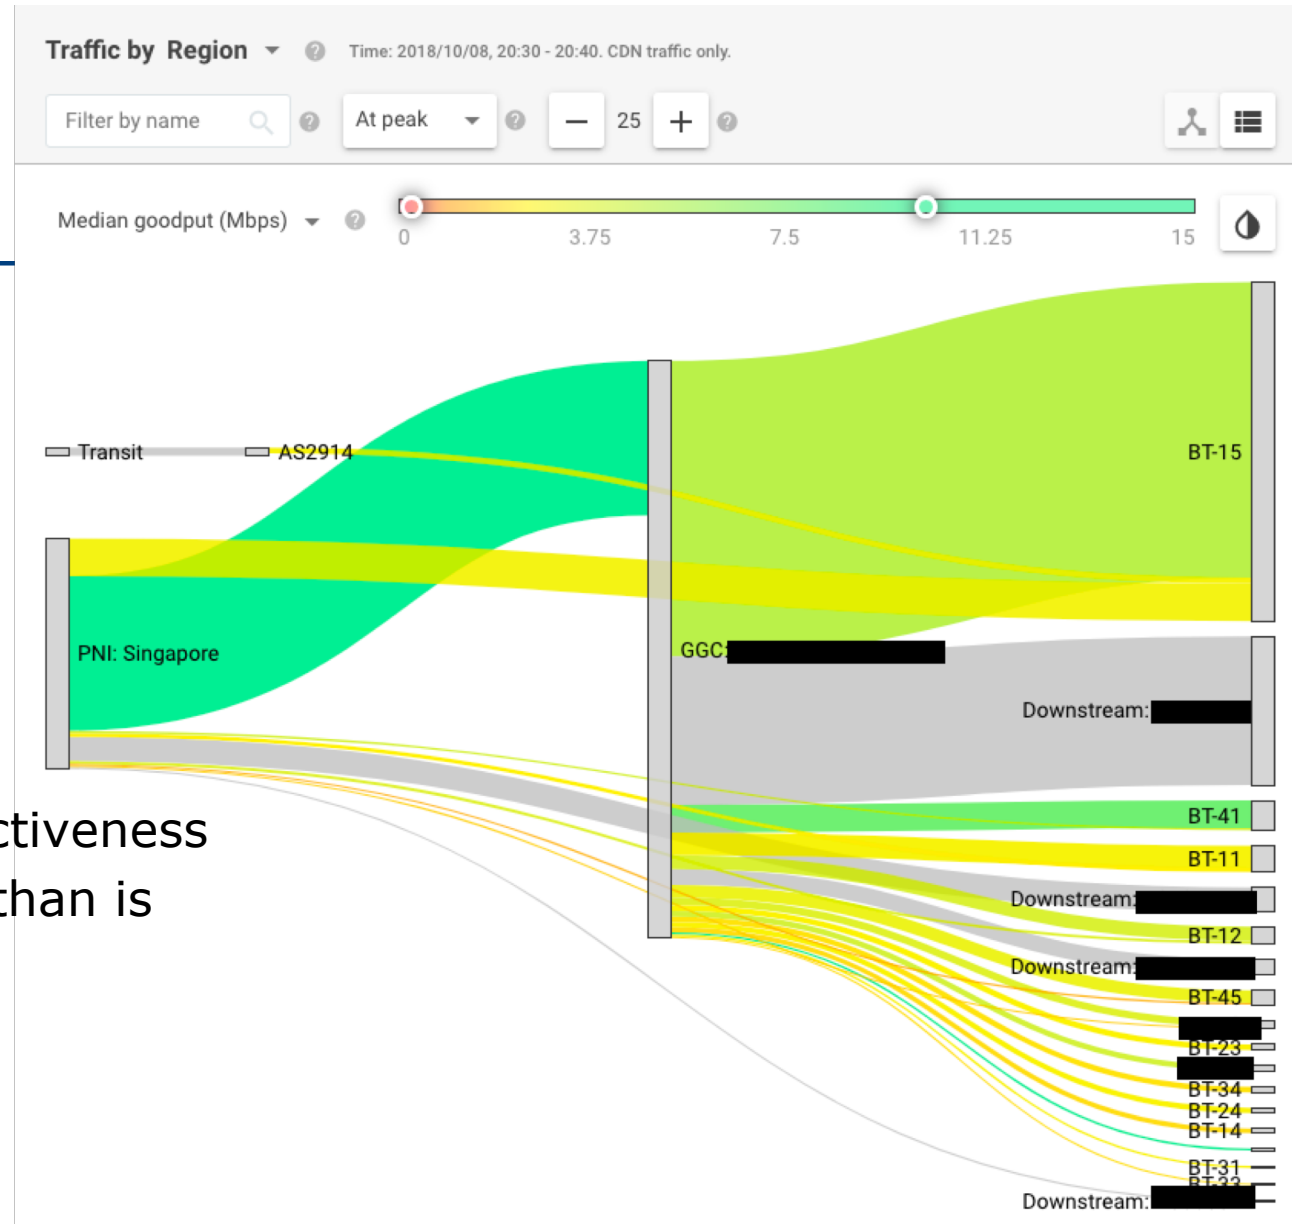 Traffic by Region
Time: 2018/10/08, 20:30 - 20:40. CDN traffic only.
Filter by name
At peak
25
Median goodput (Mbps)
0 3.75 7.5 11.25 15
Transit
AS2914
BT-15
PNI: Singapore
GGC:
Downstream:
BT-41
BT-11
Downstream:
BT-12
Downstream:
BT-45
BT-23
BT-34
BT-24
BT-14
BT-31
BT-33
Downstream:
ctiveness
than is